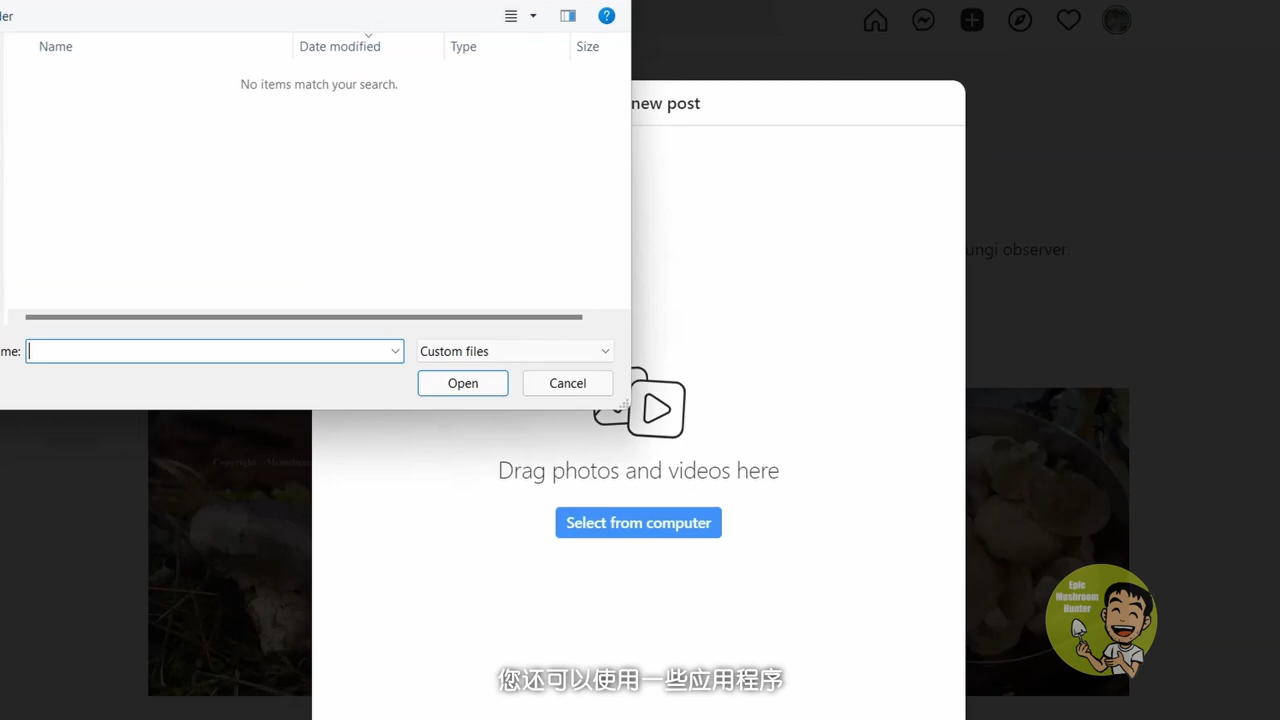 der
Name
Date modified
Type
Size
No items match your search.
new post
ungi observer.
me:
Custom files
Open
Cancel
Drag photos and videos here
Select from computer
Epic
Mushroom
Hunter
您还可以使用一些应用程序